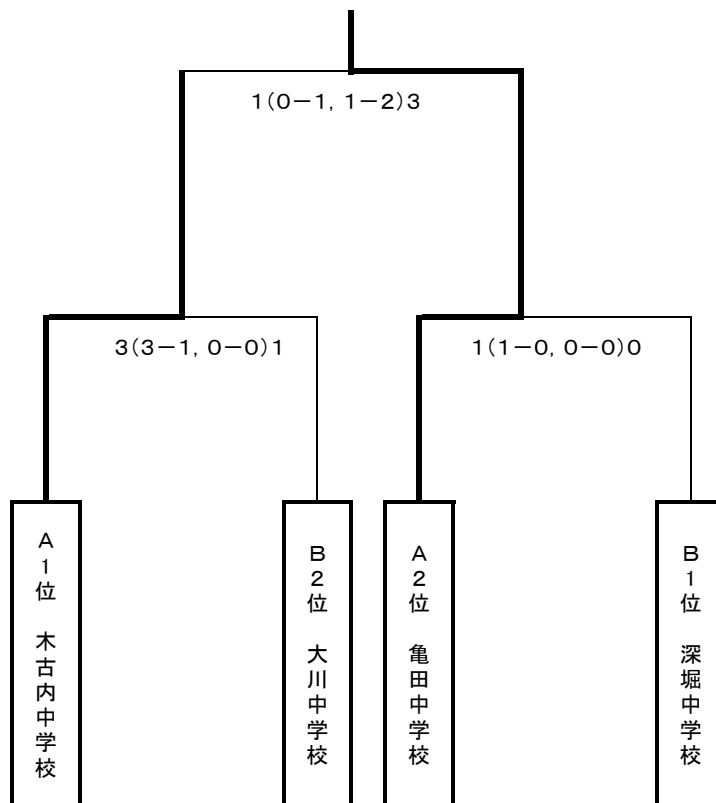 1(0－1, 1－2)3
3(3－1, 0－0)1
1(1－0, 0－0)0
A1位　木古内中学校
B2位　大川中学校
A2位　亀田中学校
B1位　深堀中学校